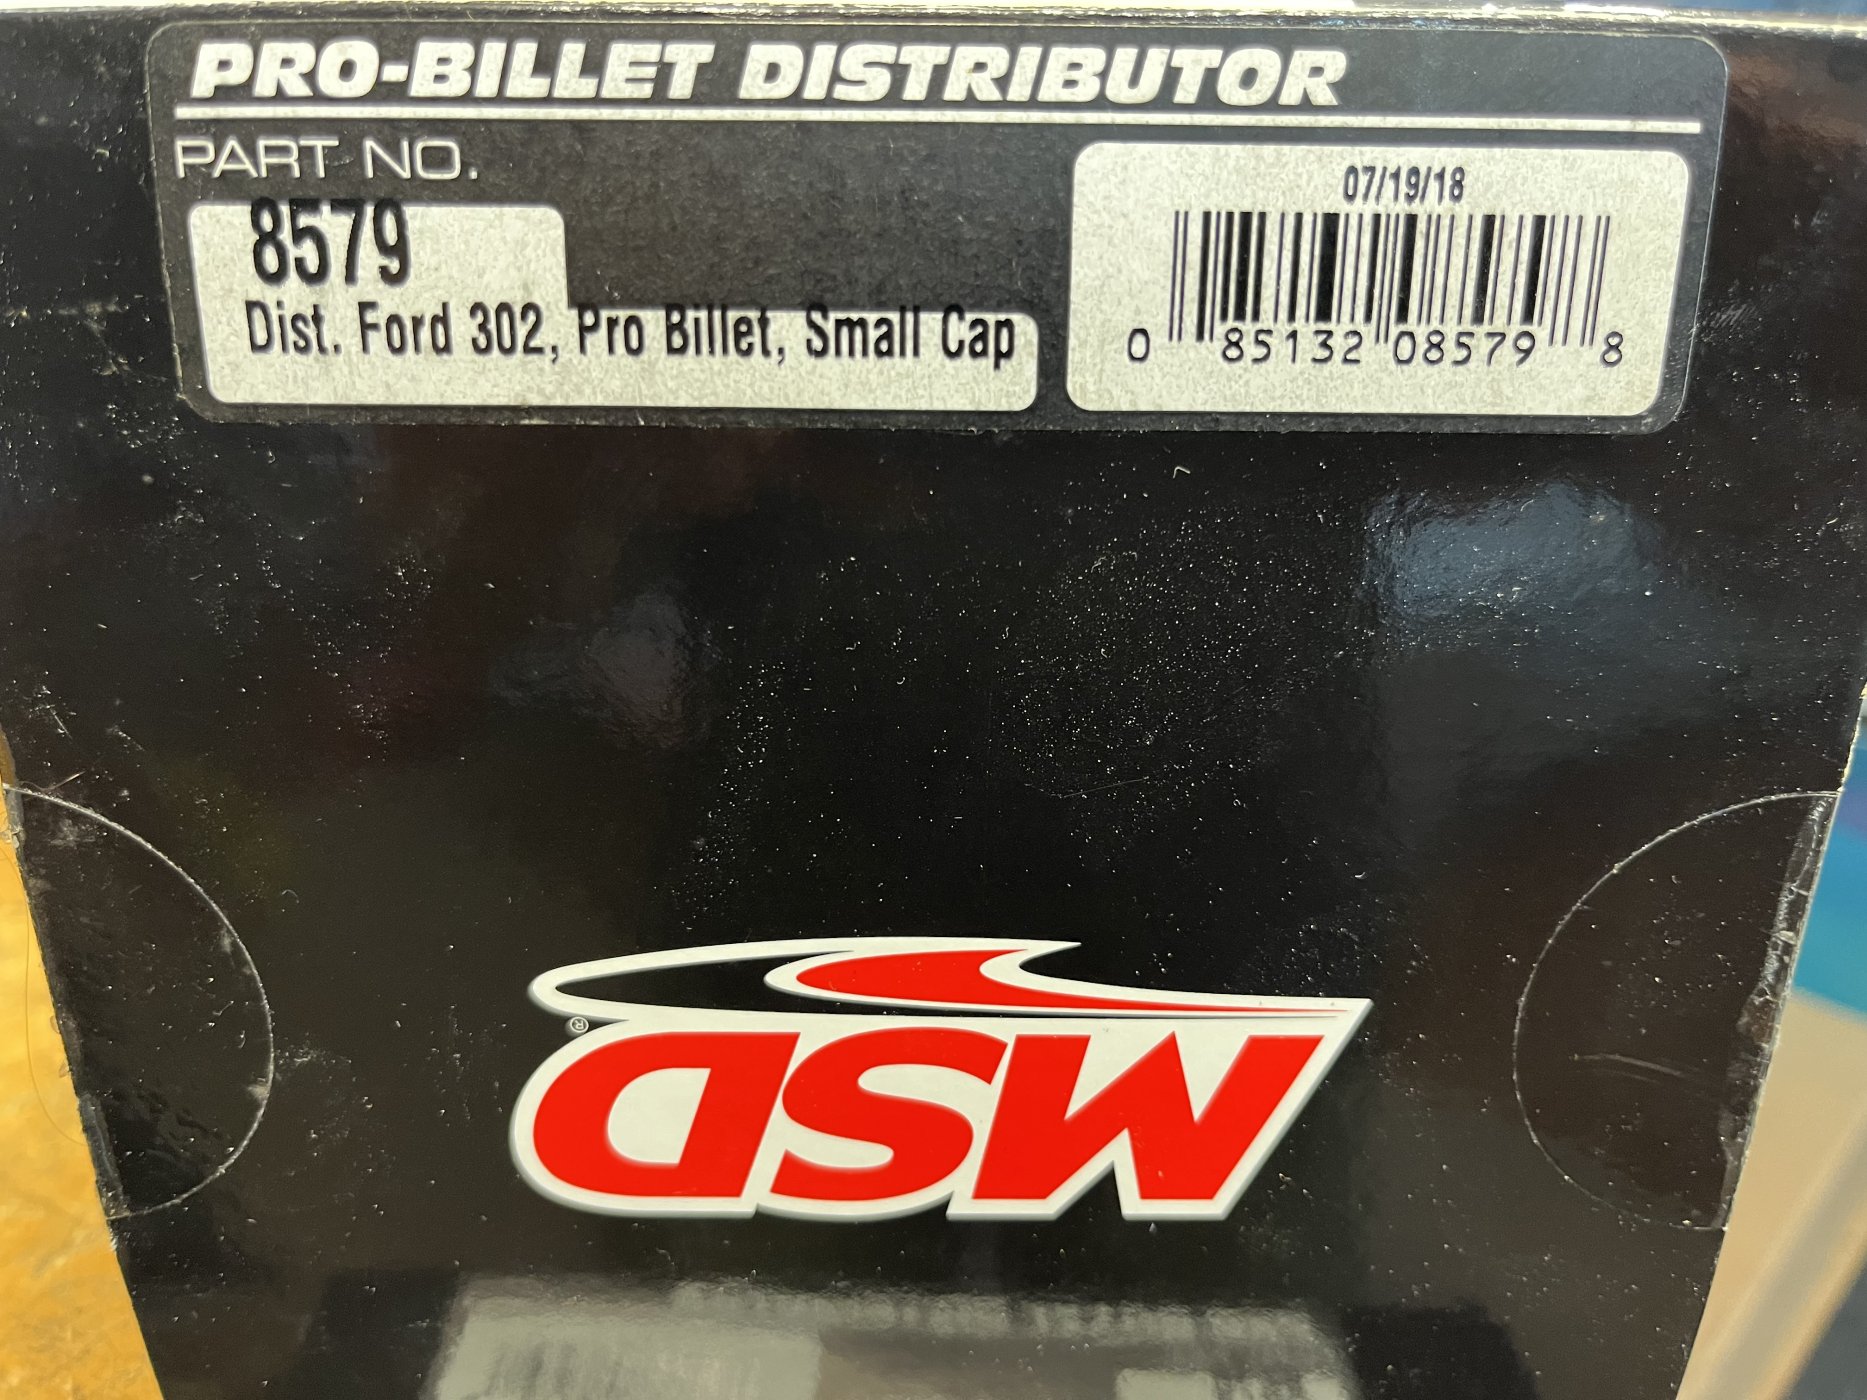 PRO-BILLET DISTRIBUTOR
PART NO.
8579
Dist. Ford 302, Pro Billet, Small Cap
07/19/18
0 85132 08579 8
MSD
®